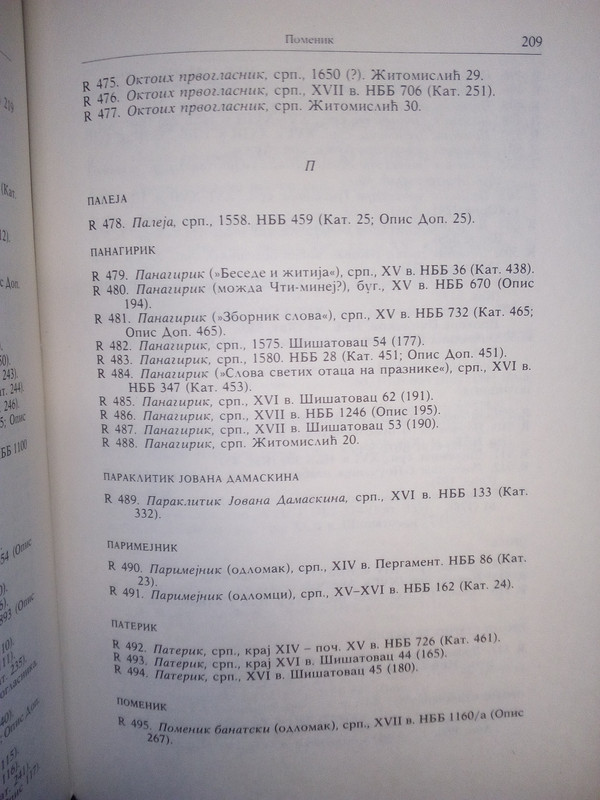 Поменик 209
R 475. Октоих првогласник, срп., 1650 (?). Житомислић 29.
R 476. Октоих првогласник, срп., XVII в. НББ 706 (Кат. 251).
R 477. Октоих првогласник, срп. Житомислић 30.
П
ПАЛЕЈА
R 478. Палеја, срп., 1558. НББ 459 (Кат. 25; Опис Доп. 25).
ПАНАГИРИК
R 479. Панагирик (»Беседе и житија«), срп., XV в. НББ 36 (Кат. 438).
R 480. Панагирик (можда Чти-минеј?), буг., XV в. НББ 670 (Опис
194).
R 481. Панагирик (»Зборник слова«), срп., XV в. НББ 732 (Кат. 465;
Опис Доп. 465).
R 482. Панагирик, срп., 1575. Шишатовац 54 (177).
R 483. Панагирик, срп., 1580. НББ 28 (Кат. 451; Опис Доп. 451).
R 484. Панагирик (»Слова светих отаца на празнике«), срп., XVI в.
НББ 347 (Кат. 453).
R 485. Панагирик, срп., XVI в. Шишатовац 62 (191).
R 486. Панагирик, срп., XVII в. НББ 1246 (Опис 195).
R 487. Панагирик, срп., XVII в. Шишатовац 53 (190).
R 488. Панагирик, срп. Житомислић 20.
ПАРАКЛИТИК ЈОВАНА ДАМАСКИНА
R 489. Параклитик Јована Дамаскина, срп., XVI в. НББ 133 (Кат.
332).
ПАРИМЕЈНИК
R 490. Паримејник (одломак), срп., XIV в. Пергамент. НББ 86 (Кат.
23).
R 491. Паримејник (одломци), срп., XV–XVI в. НББ 162 (Кат. 24).
ПАТЕРИК
R 492. Патерик, срп., крај XIV – поч. XV в. НББ 726 (Кат. 461).
R 493. Патерик, срп., крај XVI в. Шишатовац 44 (165).
R 494. Патерик, срп., XVI в. Шишатовац 45 (180).
ПОМЕНИК
R 495. Поменик банатски (одломак), срп., XVII в. НББ 1160/а (Опис
267).